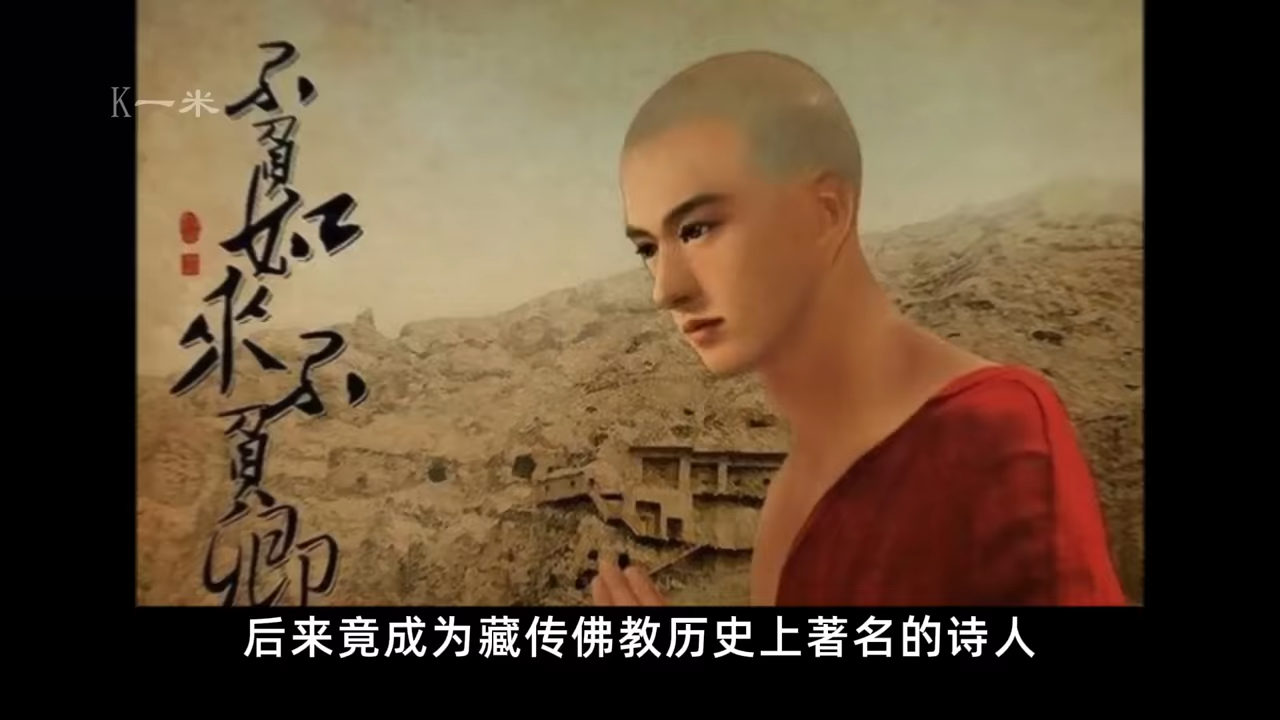 K一米
不負如來不負卿
后来竟成为藏传佛教历史上著名的诗人